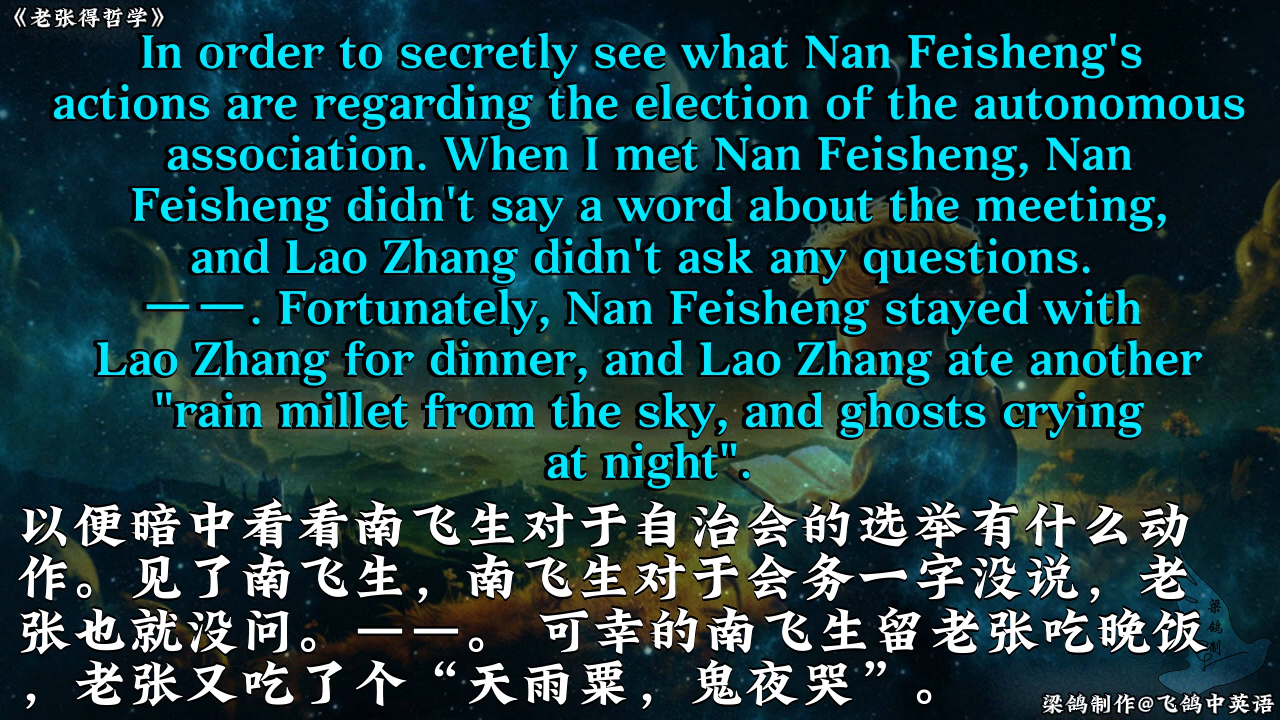 《老张得哲学》
In order to secretly see what Nan Feisheng's
actions are regarding the election of the autonomous
association. When I met Nan Feisheng, Nan
Feisheng didn't say a word about the meeting,
and Lao Zhang didn't ask any questions.
——. Fortunately, Nan Feisheng stayed with
Lao Zhang for dinner, and Lao Zhang ate another
"rain millet from the sky, and ghosts crying
at night".
以便暗中看看南飞生对于自治会的选举有什么动
作。见了南飞生，南飞生对于会务一字没说，老
张也就没问。——。 可幸的南飞生留老张吃晚饭
，老张又吃了个“天雨粟，鬼夜哭”。
梁鸽制
梁鸽制作@飞鸽中英语